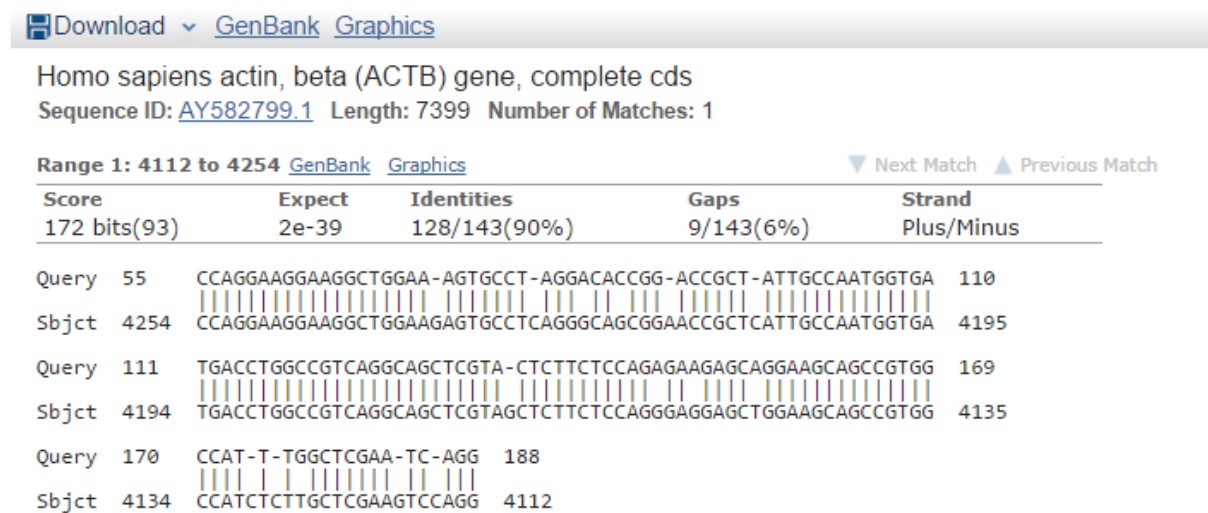 Download GenBank Graphics
Homo sapiens actin, beta (ACTB) gene, complete cds
Sequence ID: AY582799.1 Length: 7399 Number of Matches: 1
Range 1: 4112 to 4254 GenBank Graphics ▼ Next Match ▲ Previous Match
Score Expect Identities Gaps Strand
172 bits(93) 2e-39 128/143(90%) 9/143(6%) Plus/Minus
Query 55 CCAGGAAGGAAGGCTGGAA-AGTGCCT-AGGACACCGG-ACCGCT-ATTGCCAATGGTGA 110
|||||||||||||||||||| ||||||| ||| || ||| |||||| ||||||||||||||
Sbjct 4254 CCAGGAAGGAAGGCTGGAAGAGTGCCTCAGGGCAGCGGAACCGCTCATTGCCAATGGTGA 4195
Query 111 TGACCTGGCCGTCAGGCAGCTCGTA-CTCTTCTCCAGAGAAGAGCAGGAAGCAGCCGTGG 169
||||||||||||||||||||||||| ||||||||||| || |||| ||||||||||||||
Sbjct 4194 TGACCTGGCCGTCAGGCAGCTCGTAGCTCTTCTCCAGGGAGGAGCTGGAAGCAGCCGTGG 4135
Query 170 CCAT-T-TGGCTCGAA-TC-AGG 188
|||| | | ||||||| || |||
Sbjct 4134 CCATCTCTTGCTCGAAGTCCAGG 4112